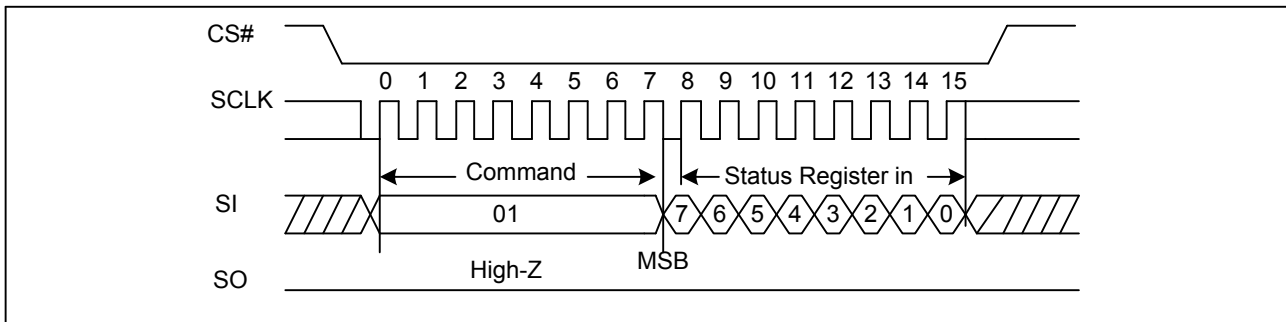 CS#
0 1 2 3 4 5 6 7 8 9 10 11 12 13 14 15
SCLK
Command Status Register in
SI 01 7 6 5 4 3 2 1 0
High-Z MSB
SO